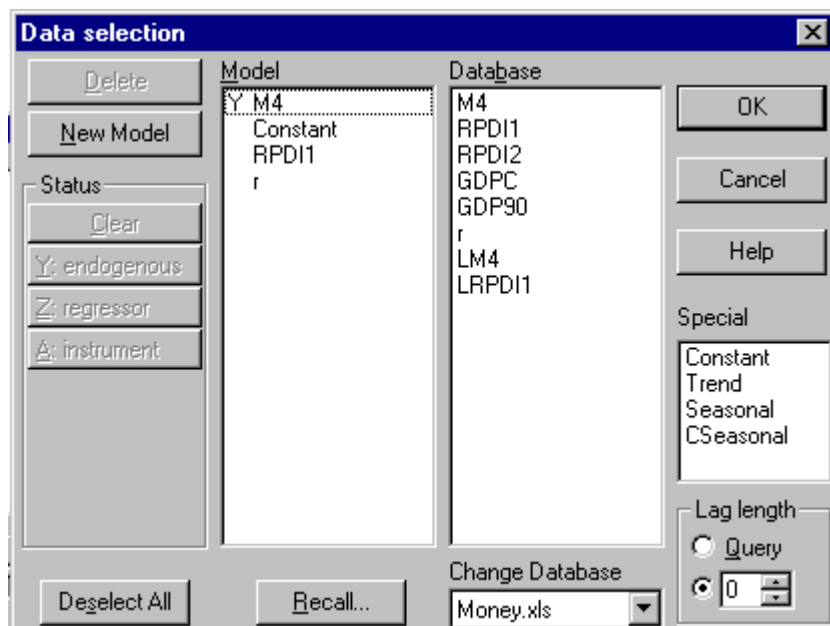 Data selection
Delete
New Model
Status
Clear
Y: endogenous
Z: regressor
A: instrument
Deselect All
Model
Y M4
Constant
RPDI1
r
Recall...
Database
M4
RPDI1
RPDI2
GDPC
GDP90
r
LM4
LRPDI1
Change Database
Money.xls
OK
Cancel
Help
Special
Constant
Trend
Seasonal
CSeasonal
Lag length
Query
0